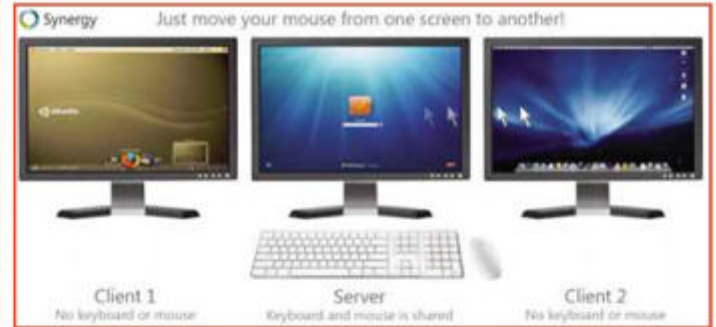 Synergy Just move your mouse from one screen to another!
ubuntu
Client 1 Server Client 2
No keyboard or mouse Keyboard and mouse is shared No keyboard or mouse